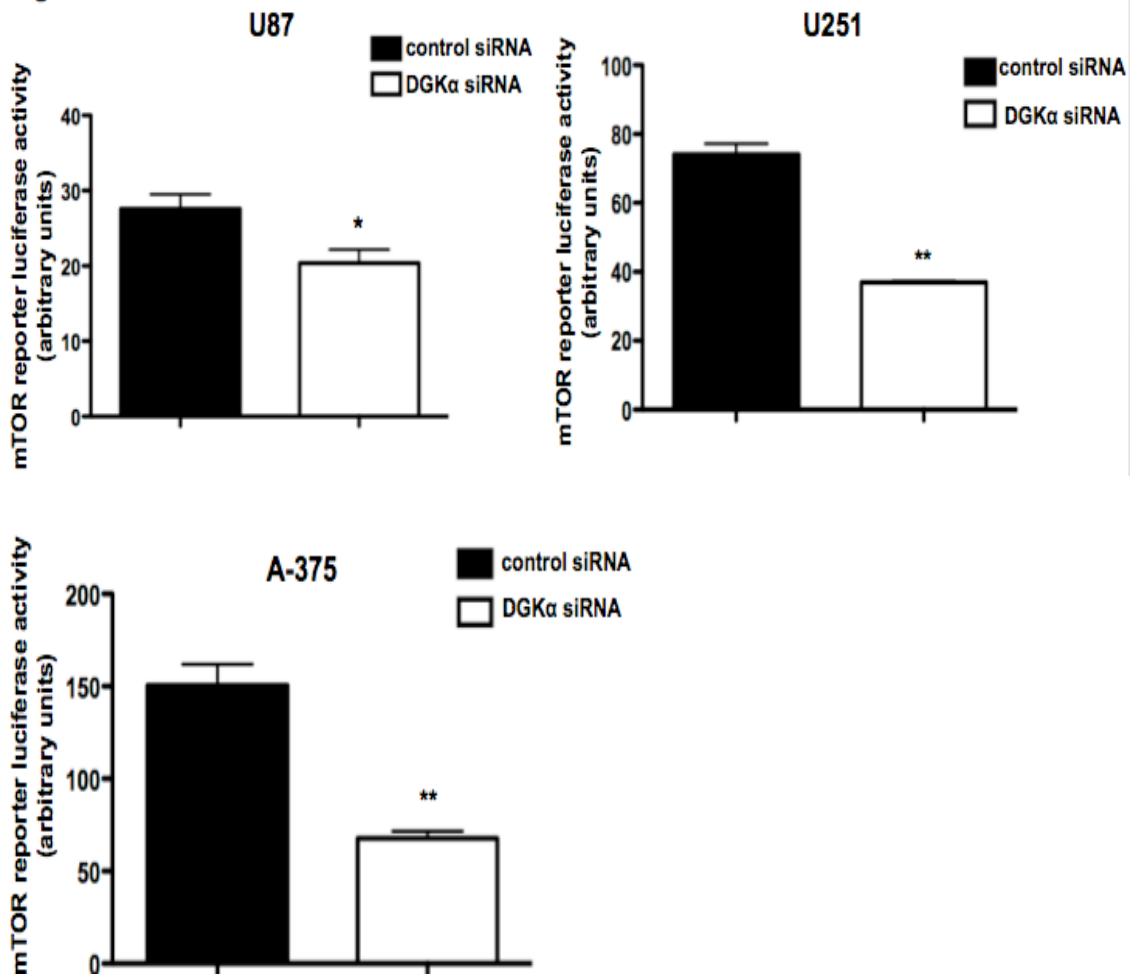 U87
control siRNA
DGKα siRNA
mTOR reporter luciferase activity
(arbitrary units)
40
30
20
10
0
*
U251
control siRNA
DGKα siRNA
mTOR reporter luciferase activity
(arbitrary units)
100
80
60
40
20
0
**
A-375
control siRNA
DGKα siRNA
mTOR reporter luciferase activity
(arbitrary units)
200
150
100
50
0
**